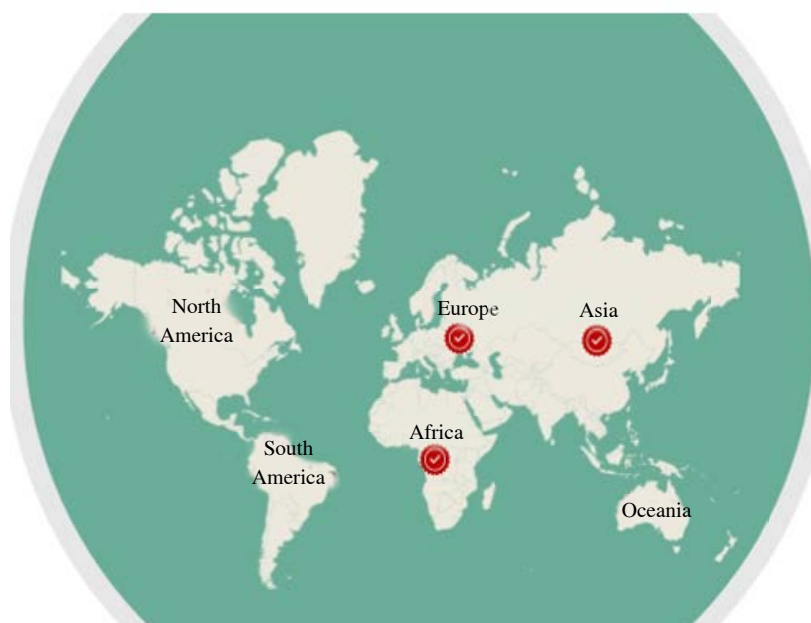 North
America
Europe
Asia
Africa
South
America
Oceania